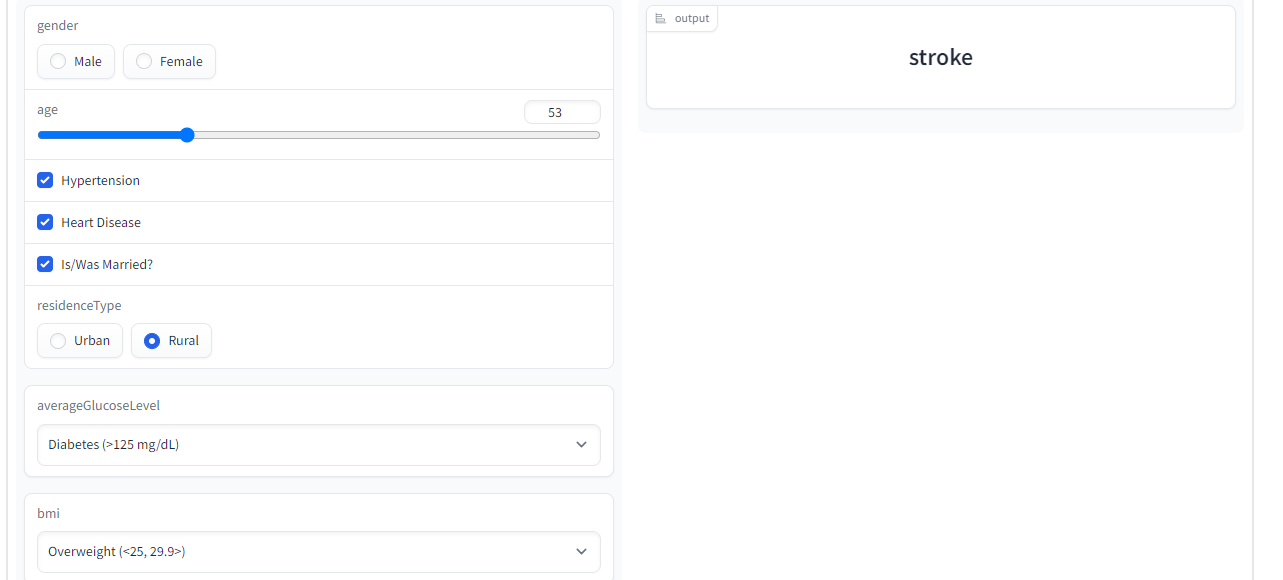 gender
Male Female
age 53
Hypertension
Heart Disease
Is/Was Married?
residenceType
Urban Rural
averageGlucoseLevel
Diabetes (>125 mg/dL)
bmi
Overweight (<25, 29.9>)
output
stroke